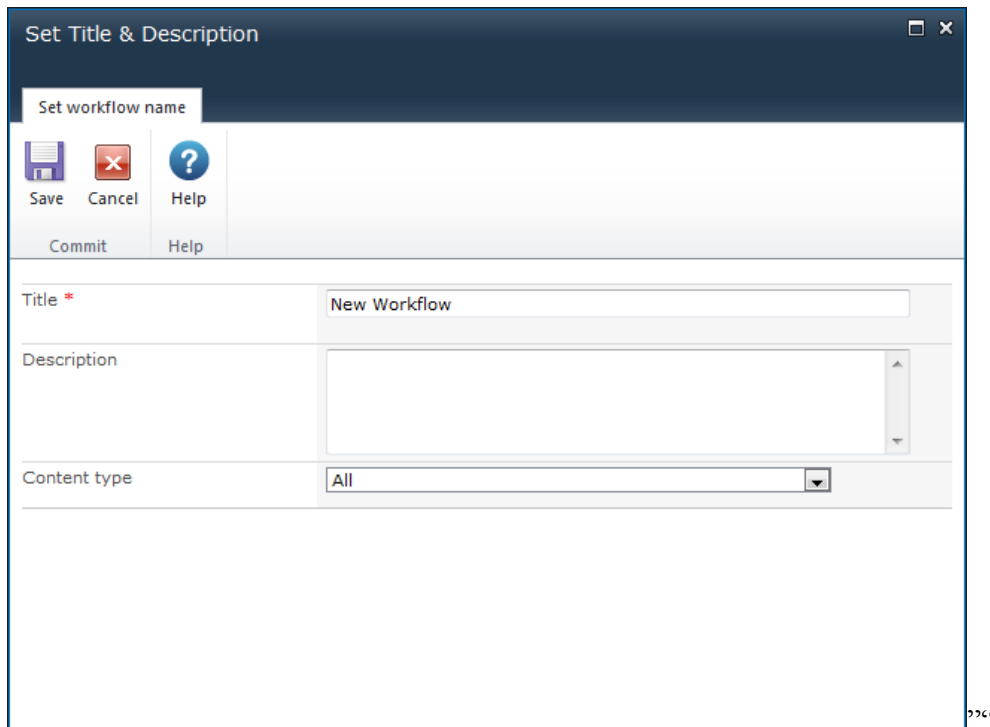 Set Title & Description
Set workflow name
Save Cancel Help
Commit Help
Title *
New Workflow
Description
Content type
All
”“